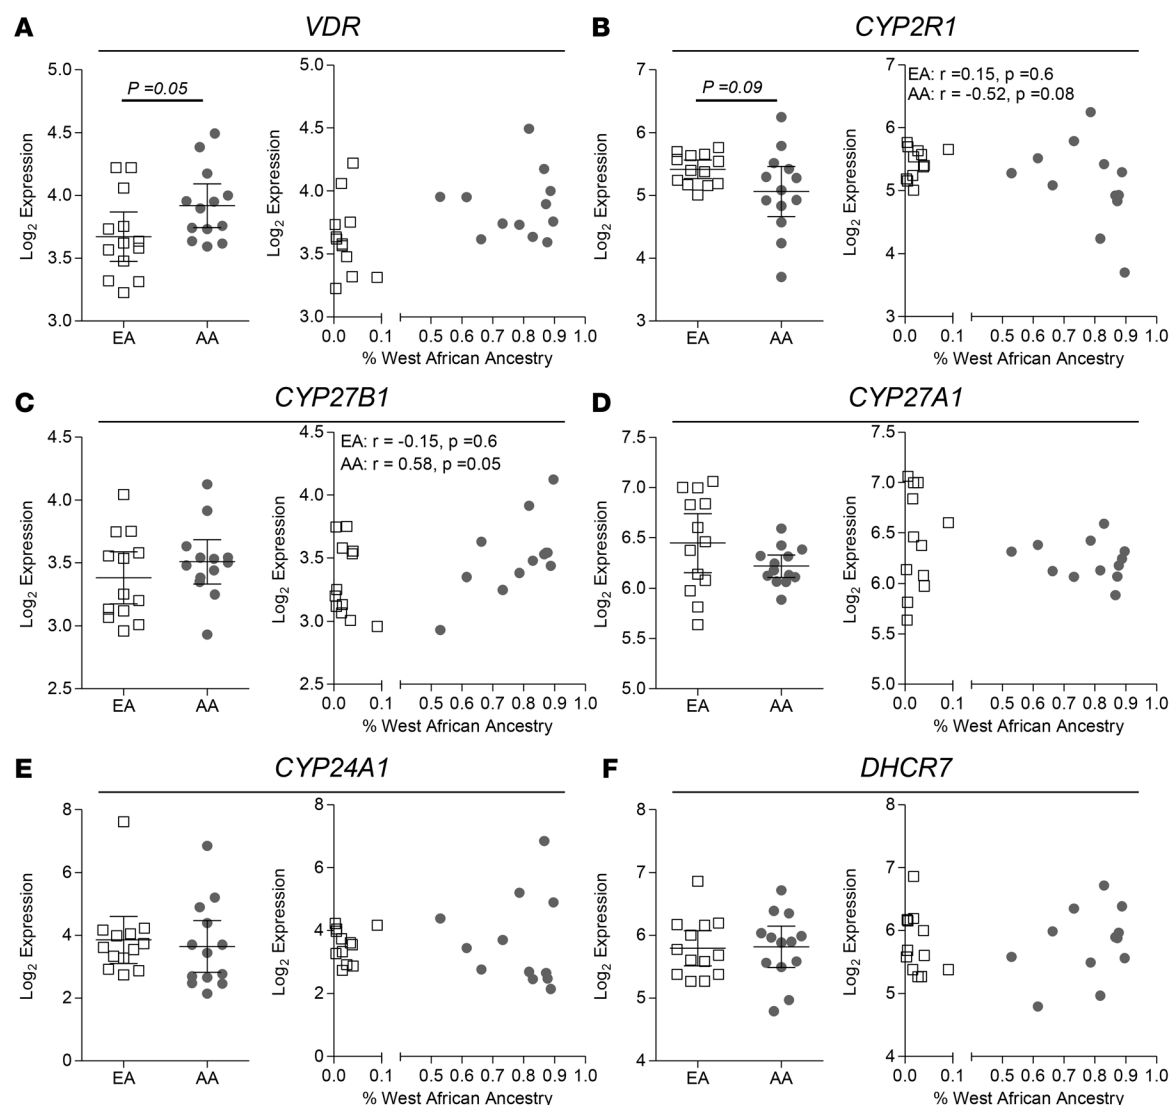 A
VDR
B
CYP2R1
5.0
4.5
4.0
3.5
3.0
Log2 Expression
P =0.05
EA
AA
5.0
4.5
4.0
3.5
3.0
Log2 Expression
0.0
0.1
0.5 0.6 0.7 0.8 0.9 1.0
% West African Ancestry
7
6
5
4
3
Log2 Expression
P =0.09
EA
AA
7
6
5
4
3
Log2 Expression
EA: r =0.15, p =0.6
AA: r = -0.52, p =0.08
0.0
0.1
0.5 0.6 0.7 0.8 0.9 1.0
% West African Ancestry
C
CYP27B1
D
CYP27A1
4.5
4.0
3.5
3.0
2.5
Log2 Expression
EA
AA
4.5
4.0
3.5
3.0
2.5
Log2 Expression
EA: r = -0.15, p =0.6
AA: r = 0.58, p =0.05
0.0
0.1
0.5 0.6 0.7 0.8 0.9 1.0
% West African Ancestry
7.5
7.0
6.5
6.0
5.5
5.0
Log2 Expression
EA
AA
7.5
7.0
6.5
6.0
5.5
5.0
Log2 Expression
0.0
0.1
0.5 0.6 0.7 0.8 0.9 1.0
% West African Ancestry
E
CYP24A1
F
DHCR7
8
6
4
2
0
Log2 Expression
EA
AA
8
6
4
2
0
Log2 Expression
0.0
0.1
0.5 0.6 0.7 0.8 0.9 1.0
% West African Ancestry
8
7
6
5
4
Log2 Expression
EA
AA
8
7
6
5
4
Log2 Expression
0.0
0.1
0.5 0.6 0.7 0.8 0.9 1.0
% West African Ancestry